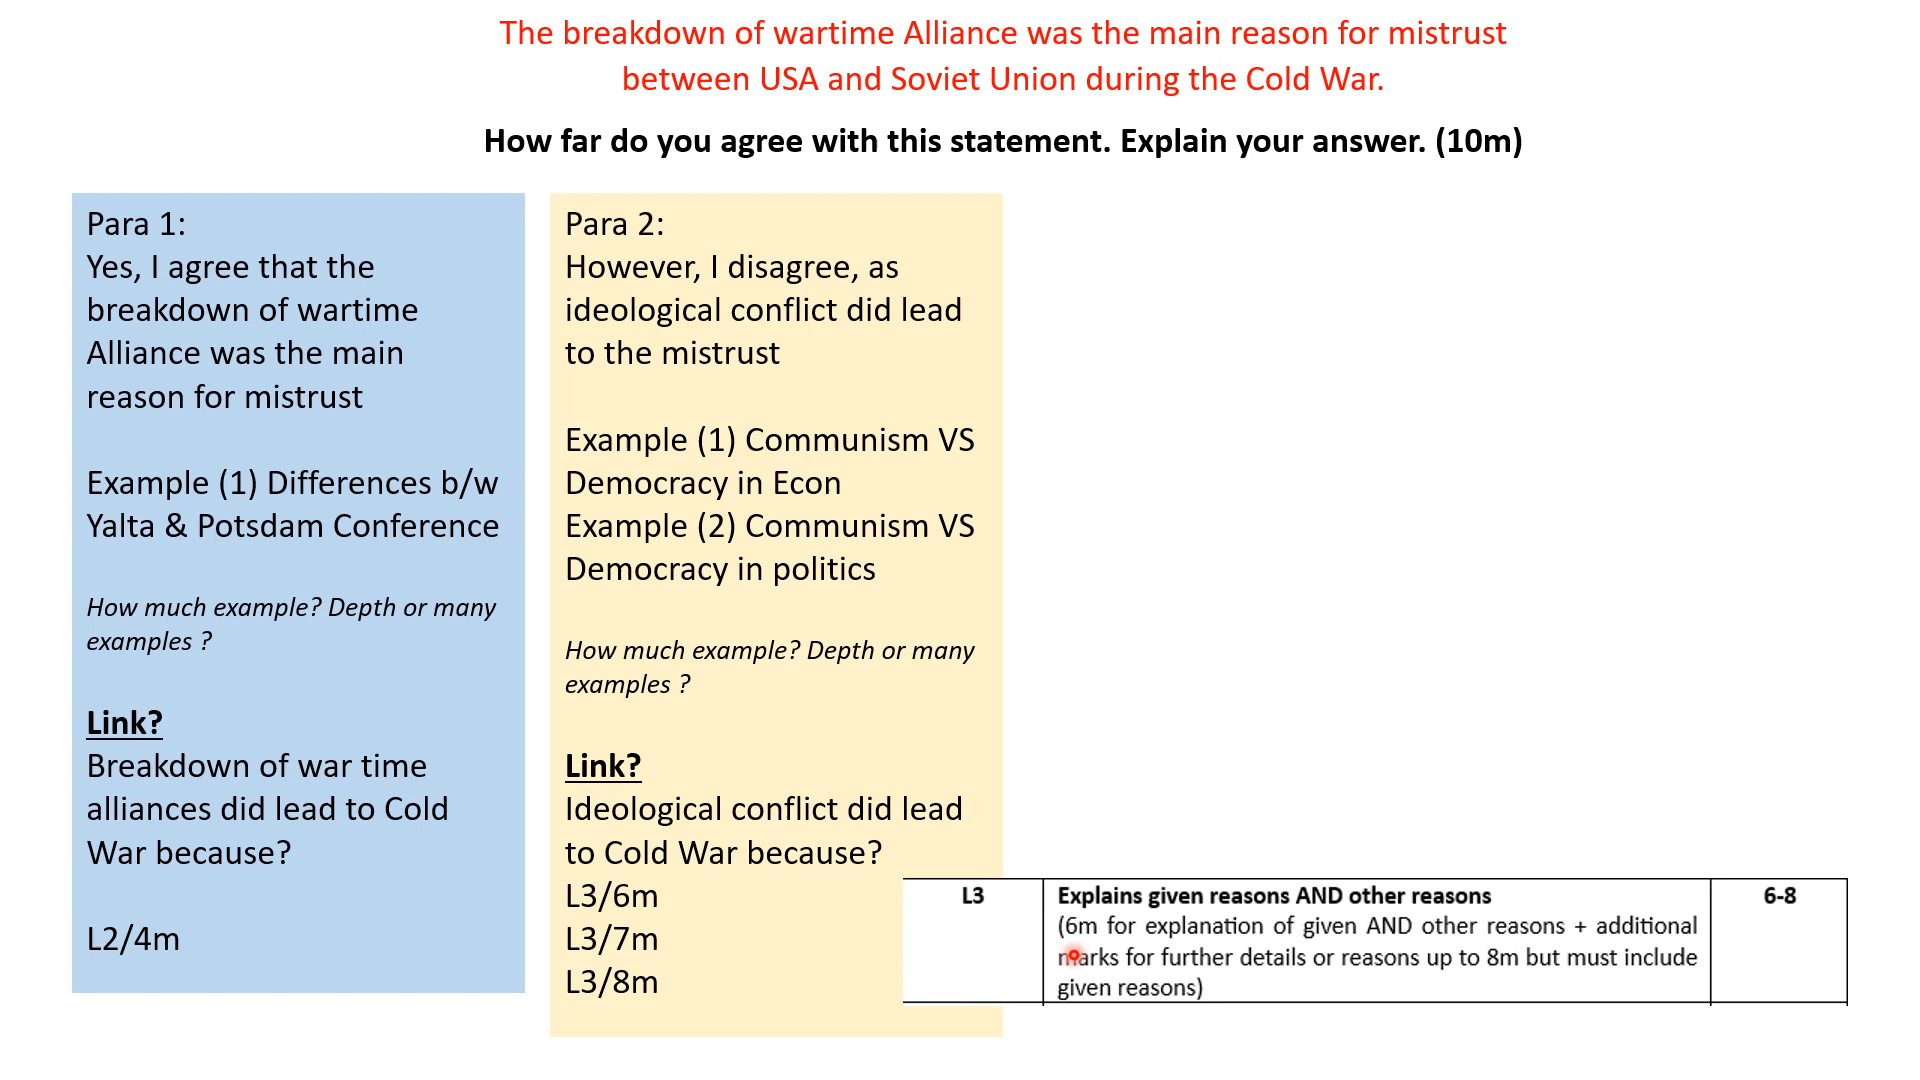 The breakdown of wartime Alliance was the main reason for mistrust
between USA and Soviet Union during the Cold War.
How far do you agree with this statement. Explain your answer. (10m)
Para 1:
Yes, I agree that the
breakdown of wartime
Alliance was the main
reason for mistrust
Example (1) Differences b/w
Yalta & Potsdam Conference
How much example? Depth or many
examples ?
Link?
Breakdown of war time
alliances did lead to Cold
War because?
L2/4m
Para 2:
However, I disagree, as
ideological conflict did lead
to the mistrust
Example (1) Communism VS
Democracy in Econ
Example (2) Communism VS
Democracy in politics
How much example? Depth or many
examples ?
Link?
Ideological conflict did lead
to Cold War because?
L3/6m
L3/7m
L3/8m
L3
Explains given reasons AND other reasons
(6m for explanation of given AND other reasons + additional
marks for further details or reasons up to 8m but must include
given reasons)
6-8